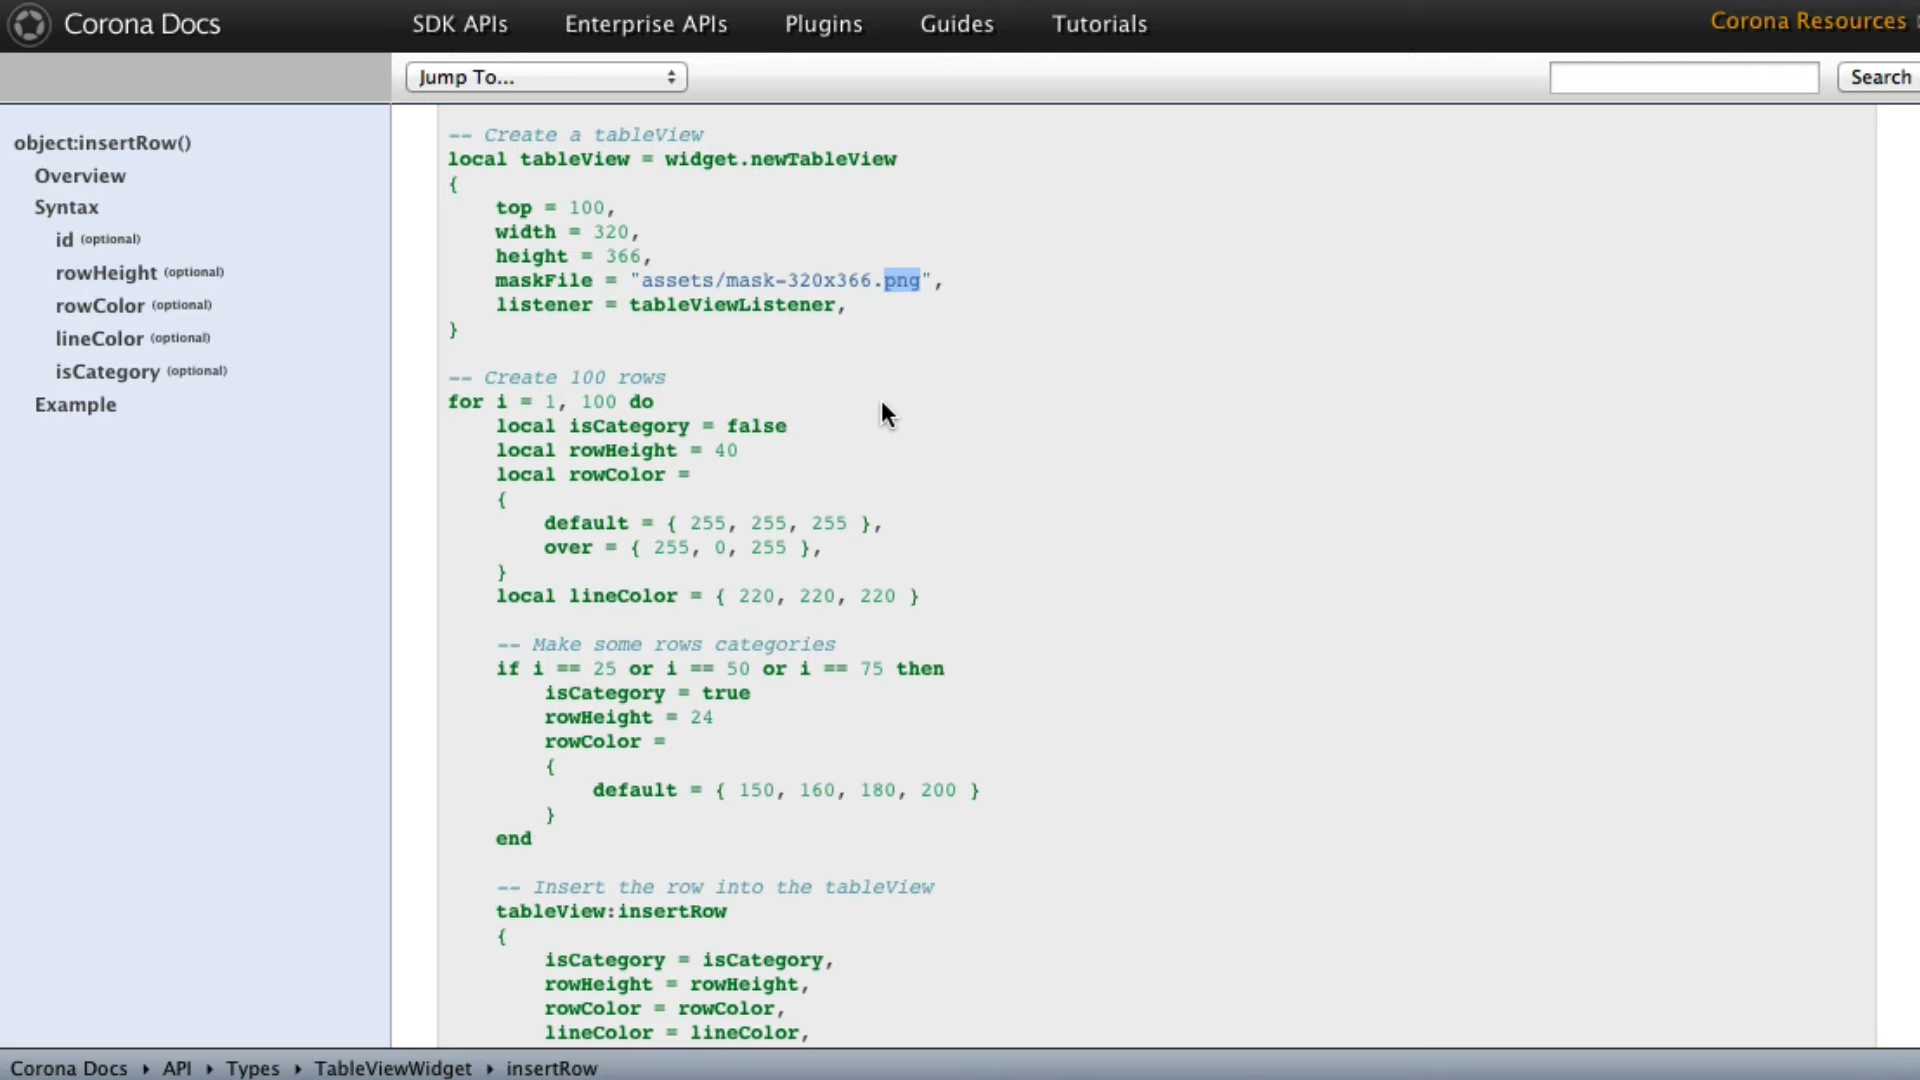 Corona Docs
SDK APIs Enterprise APIs Plugins Guides Tutorials
Corona Resources
Jump To...
Search
object:insertRow()
Overview
Syntax
id (optional)
rowHeight (optional)
rowColor (optional)
lineColor (optional)
isCategory (optional)
Example
-- Create a tableView
local tableView = widget.newTableView
{
top = 100,
width = 320,
height = 366,
maskFile = "assets/mask-320x366.png",
listener = tableViewListener,
}
-- Create 100 rows
for i = 1, 100 do
local isCategory = false
local rowHeight = 40
local rowColor =
{
default = { 255, 255, 255 },
over = { 255, 0, 255 },
}
local lineColor = { 220, 220, 220 }
-- Make some rows categories
if i == 25 or i == 50 or i == 75 then
isCategory = true
rowHeight = 24
rowColor =
{
default = { 150, 160, 180, 200 }
}
end
-- Insert the row into the tableView
tableView:insertRow
{
isCategory = isCategory,
rowHeight = rowHeight,
rowColor = rowColor,
lineColor = lineColor,
Corona Docs ▸ API ▸ Types ▸ TableViewWidget ▸ insertRow